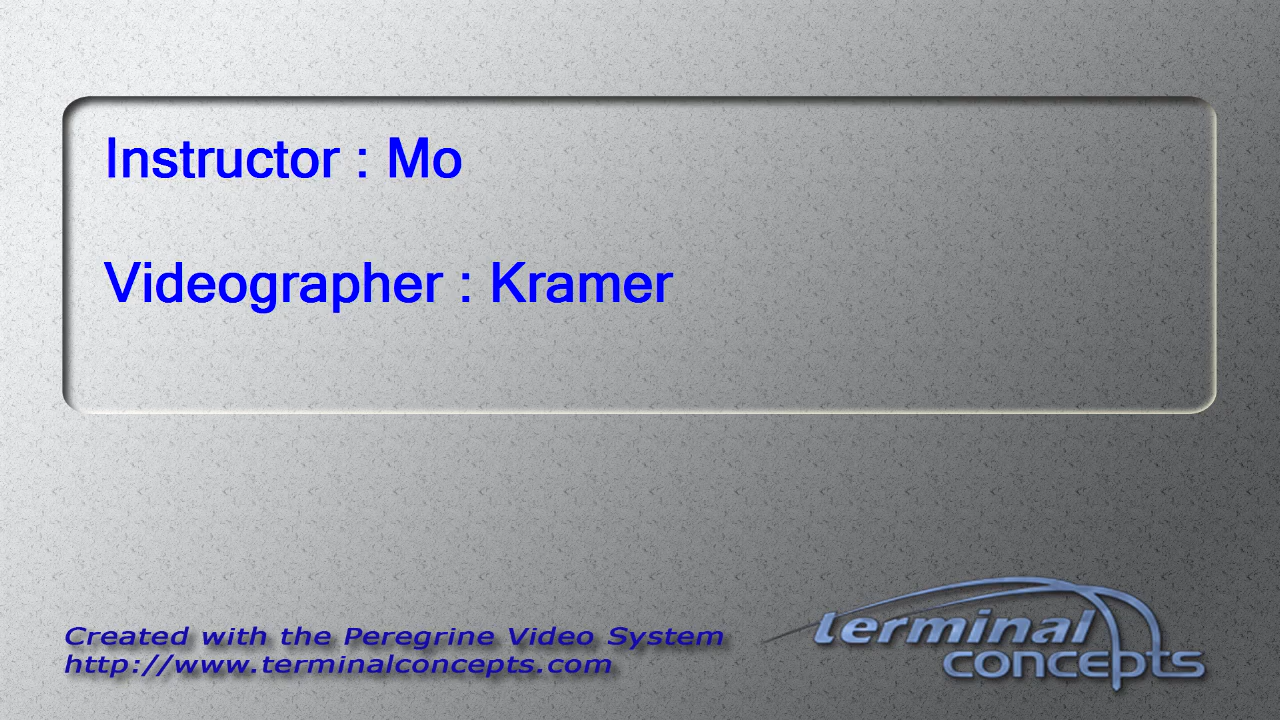 Instructor : Mo
Videographer : Kramer
Created with the Peregrine Video System
http://www.terminalconcepts.com
terminal
concepts